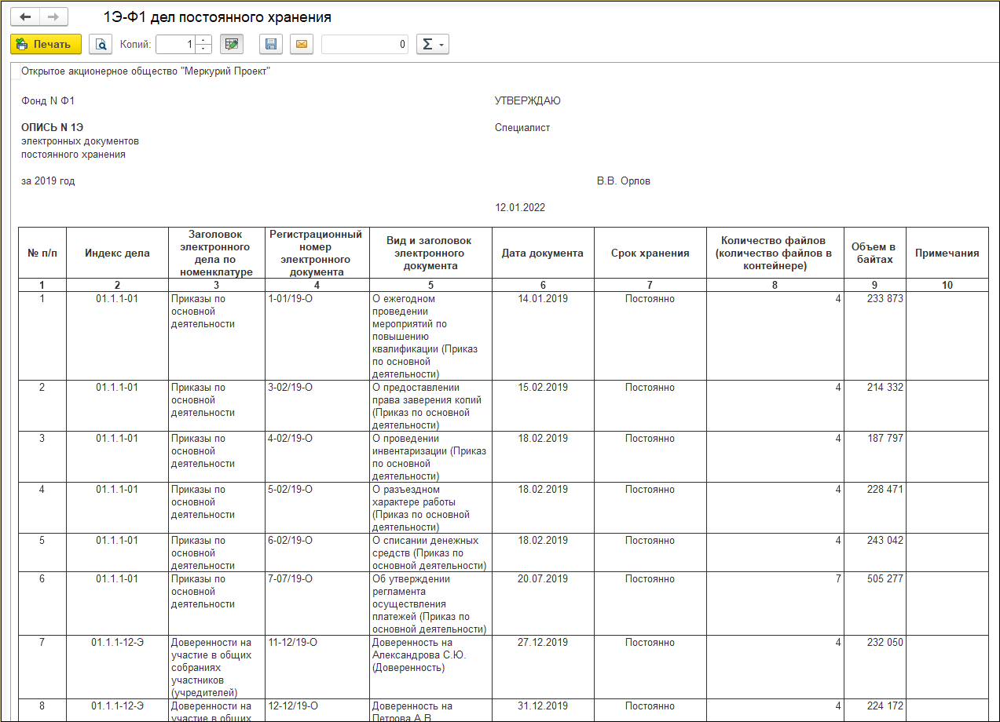 1Э-Ф1 дел постоянного хранения
Печать
Копий:
1
0
Σ
Открытое акционерное общество "Меркурий Проект"
Фонд N Ф1
УТВЕРЖДАЮ
ОПИСЬ N 1Э
Специалист
электронных документов
постоянного хранения
за 2019 год
В.В. Орлов
12.01.2022
№ п/п
Индекс дела
Заголовок
электронного
дела по
номенклатуре
Регистрационный
номер
электронного
документа
Вид и заголовок
электронного
документа
Дата документа
Срок хранения
Количество файлов
(количество файлов в
контейнере)
Объем в
байтах
Примечания
1 2 3 4 5 6 7 8 9 10
1
01.1.1-01
Приказы по
основной
деятельности
1-01/19-О
О ежегодном
проведении
мероприятий по
повышению
квалификации (Приказ
по основной
деятельности)
14.01.2019
Постоянно
4
233 873
2
01.1.1-01
Приказы по
основной
деятельности
3-02/19-О
О предоставлении
права заверения копий
(Приказ по основной
деятельности)
15.02.2019
Постоянно
4
214 332
3
01.1.1-01
Приказы по
основной
деятельности
4-02/19-О
О проведении
инвентаризации (Приказ
по основной
деятельности)
18.02.2019
Постоянно
4
187 797
4
01.1.1-01
Приказы по
основной
деятельности
5-02/19-О
О разъездном
характере работы
(Приказ по основной
деятельности)
18.02.2019
Постоянно
4
228 471
5
01.1.1-01
Приказы по
основной
деятельности
6-02/19-О
О списании денежных
средств (Приказ по
основной деятельности)
18.02.2019
Постоянно
4
243 042
6
01.1.1-01
Приказы по
основной
деятельности
7-07/19-О
Об утверждении
регламента
осуществления
платежей (Приказ по
основной деятельности)
20.07.2019
Постоянно
7
505 277
7
01.1.1-12-Э
Доверенности на
участие в общих
собраниях
участников
(учредителей)
11-12/19-О
Доверенность на
Александрова С.Ю.
(Доверенность)
27.12.2019
Постоянно
4
232 050
8
01.1.1-12-Э
Доверенности на
участие в общих
12-12/19-О
Доверенность на
Петрова А.В.
31.12.2019
Постоянно
4
224 172